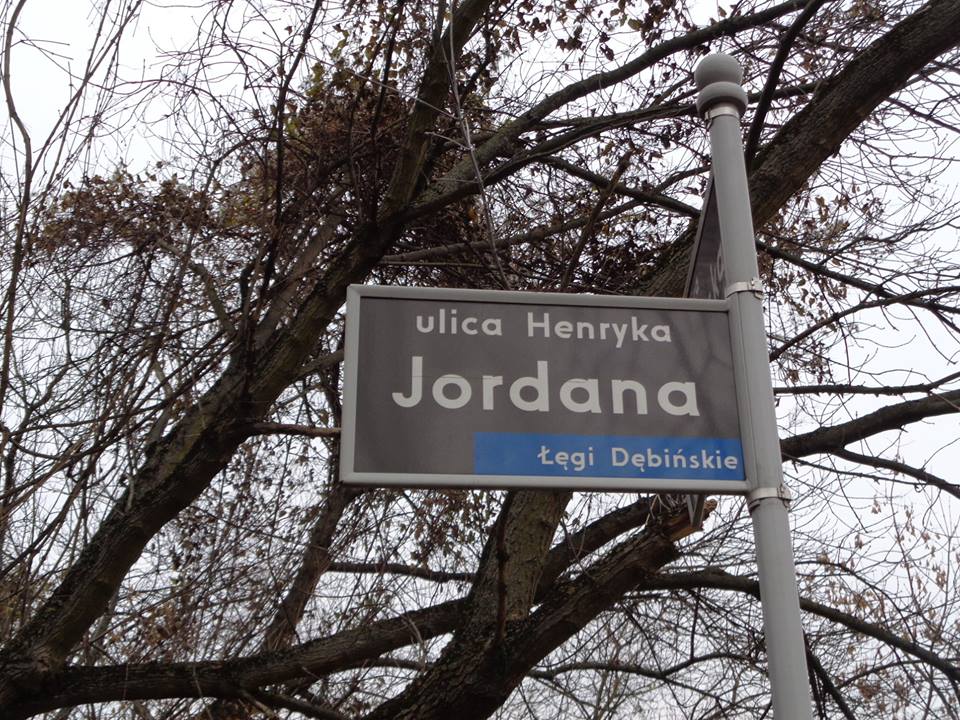 ulica Henryka
Jordana
Łęgi Dębińskie